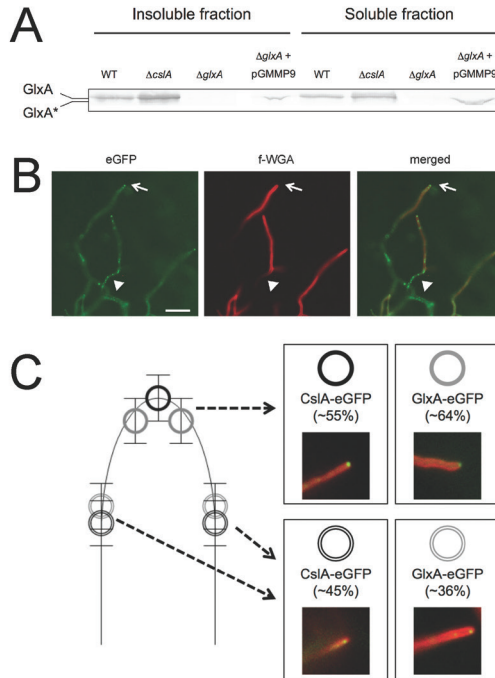 A
Insoluble fraction Soluble fraction
WT ΔcslA ΔglxA ΔglxA + pGMMP9 WT ΔcslA ΔglxA ΔglxA + pGMMP9
GlxA
GlxA*
B
eGFP f-WGA merged
C
CslA-eGFP GlxA-eGFP
(~55%) (~64%)
CslA-eGFP GlxA-eGFP
(~45%) (~36%)